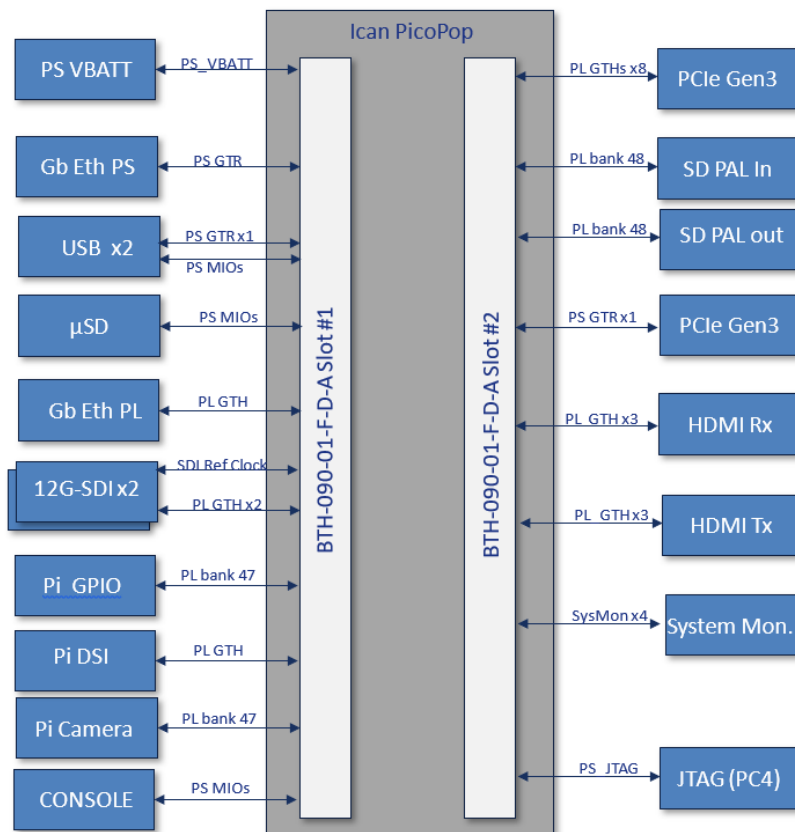 Ican PicoPop
PS VBATT
PS_VBATT
Gb Eth PS
PS GTR
USB x2
PS GTR x1
PS MIOs
µSD
PS MIOs
Gb Eth PL
PL GTH
12G-SDI x2
SDI Ref Clock
PL GTH x2
Pi GPIO
PL bank 47
Pi DSI
PL GTH
Pi Camera
PL bank 47
CONSOLE
PS MIOs
BTH-090-01-F-D-A Slot #1
BTH-090-01-F-D-A Slot #2
PL GTHs x8
PCIe Gen3
PL bank 48
SD PAL In
PL bank 48
SD PAL out
PS GTR x1
PCIe Gen3
PL GTH x3
HDMI Rx
PL GTH x3
HDMI Tx
SysMon x4
System Mon.
PS JTAG
JTAG (PC4)